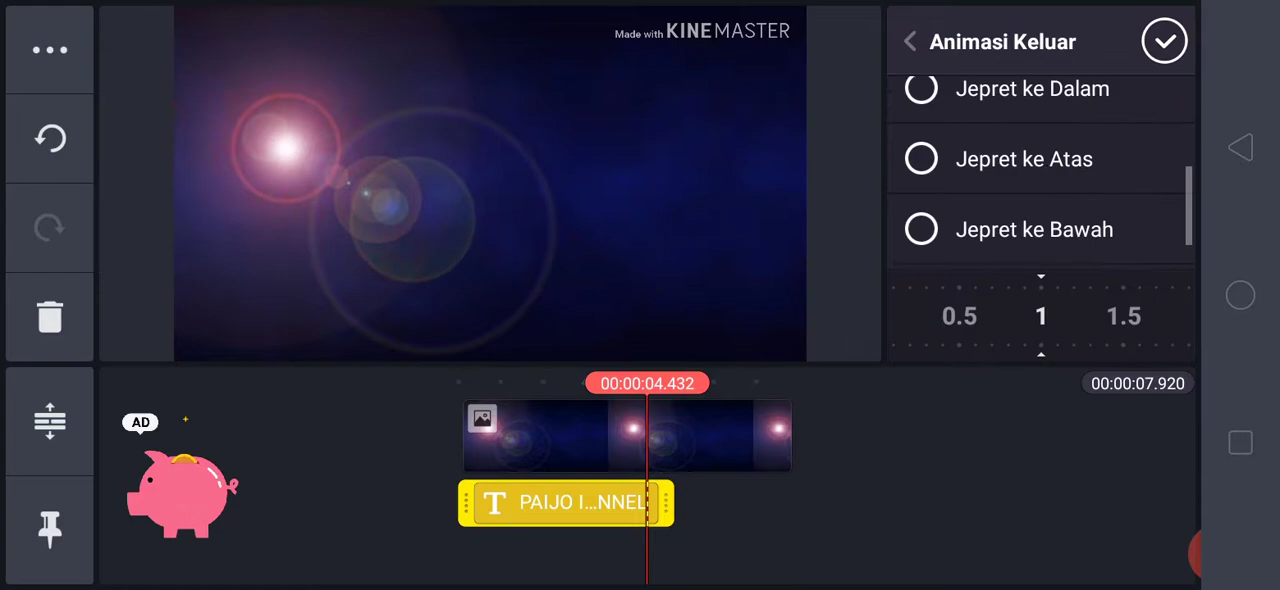 Made with KINEMASTER
Animasi Keluar
Jepret ke Dalam
Jepret ke Atas
Jepret ke Bawah
0.5 1 1.5
00:00:04.432
00:00:07.920
AD
T PAIJO I...NNEL